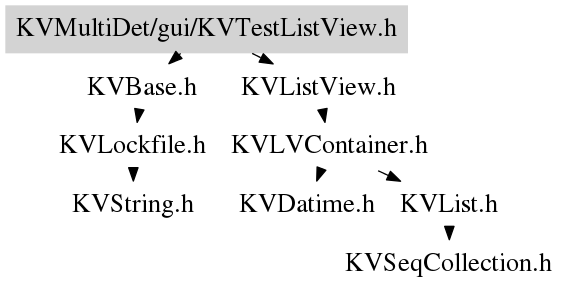 KVMultiDet/gui/KVTestListView.h
KVBase.h
KVListView.h
KVLockfile.h
KVLVContainer.h
KVString.h
KVDatime.h
KVList.h
KVSeqCollection.h